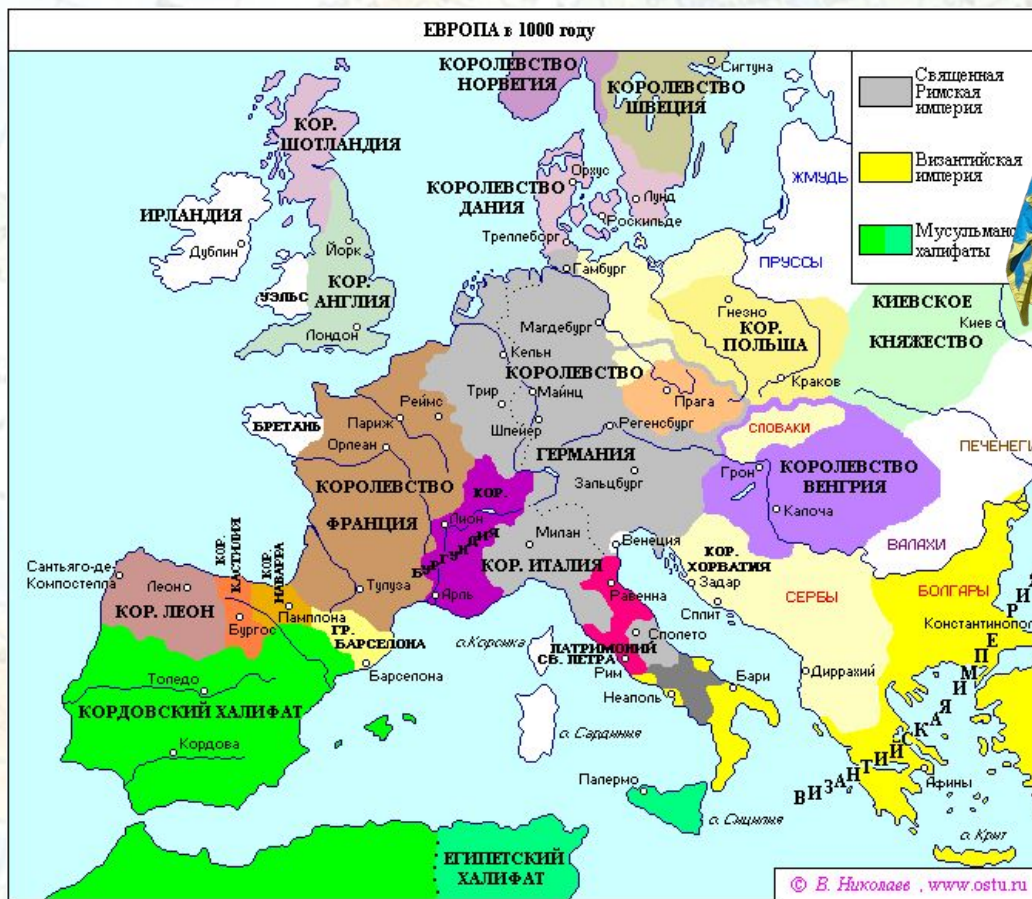 ЕВРОПА в 1000 году
Священная
Римская
империя
Византийская
империя
халифаты
КОРОЛЕВСТВО
НОРВЕГИЯ
КОРОЛЕВСТВО
ШВЕЦИЯ
Сигтуна
КОР.
ШОТЛАНДИЯ
ИРЛАНДИЯ
Дублин
Йорк
УЭЛЬС
КОР.
АНГЛИЯ
Лондон
КОРОЛЕВСТВО
ДАНИЯ
Орхус
Лунд
Роскильде
Треллеборг
Гамбург
ЖМУДЬ
ПРУССЫ
Гнезно
КОР.
ПОЛЬША
Краков
КИЕВСКОЕ
КНЯЖЕСТВО
Киев
Магдебург
Кельн
КОРОЛЕВСТВО
ГЕРМАНИЯ
Трир
Майнц
Шпейер
Прага
Регенсбург
Зальцбург
БРЕТАНЬ
Реймс
Париж
Орлеан
КОРОЛЕВСТВО
ФРАНЦИЯ
Тулуза
КОР.
БУРГУНДИЯ
Лион
Арль
СЛОВАКИ
Грон
КОРОЛЕВСТВО
ВЕНГРИЯ
Калоча
ПЕЧЕНЕГИ
ВАЛАХИ
Милан
Венеция
КОР. ИТАЛИЯ
Равенна
Сполето
ПАТРИМОНИЙ
СВ. ПЕТРА
Рим
Неаполь
Бари
КОР.
ХОРВАТИЯ
Задар
Сплит
СЕРБЫ
БОЛГАРЫ
Константинополь
Диррахий
ВИЗАНТИЙСКАЯ ИМПЕРИЯ
Афины
о. Крит
Сантьяго-де-
Компостелла
Леон
КОР. ЛЕОН
КОР.
КАСТИЛИЯ
Бургос
КОР.
НАВАРРА
Памплона
ГР.
БАРСЕЛОНА
Барселона
Толедо
КОРДОВСКИЙ ХАЛИФАТ
Кордова
о.Корсика
о. Сардиния
Палермо
о. Сицилия
ЕГИПЕТСКИЙ
ХАЛИФАТ
© В. Николаев , www.ostu.ru